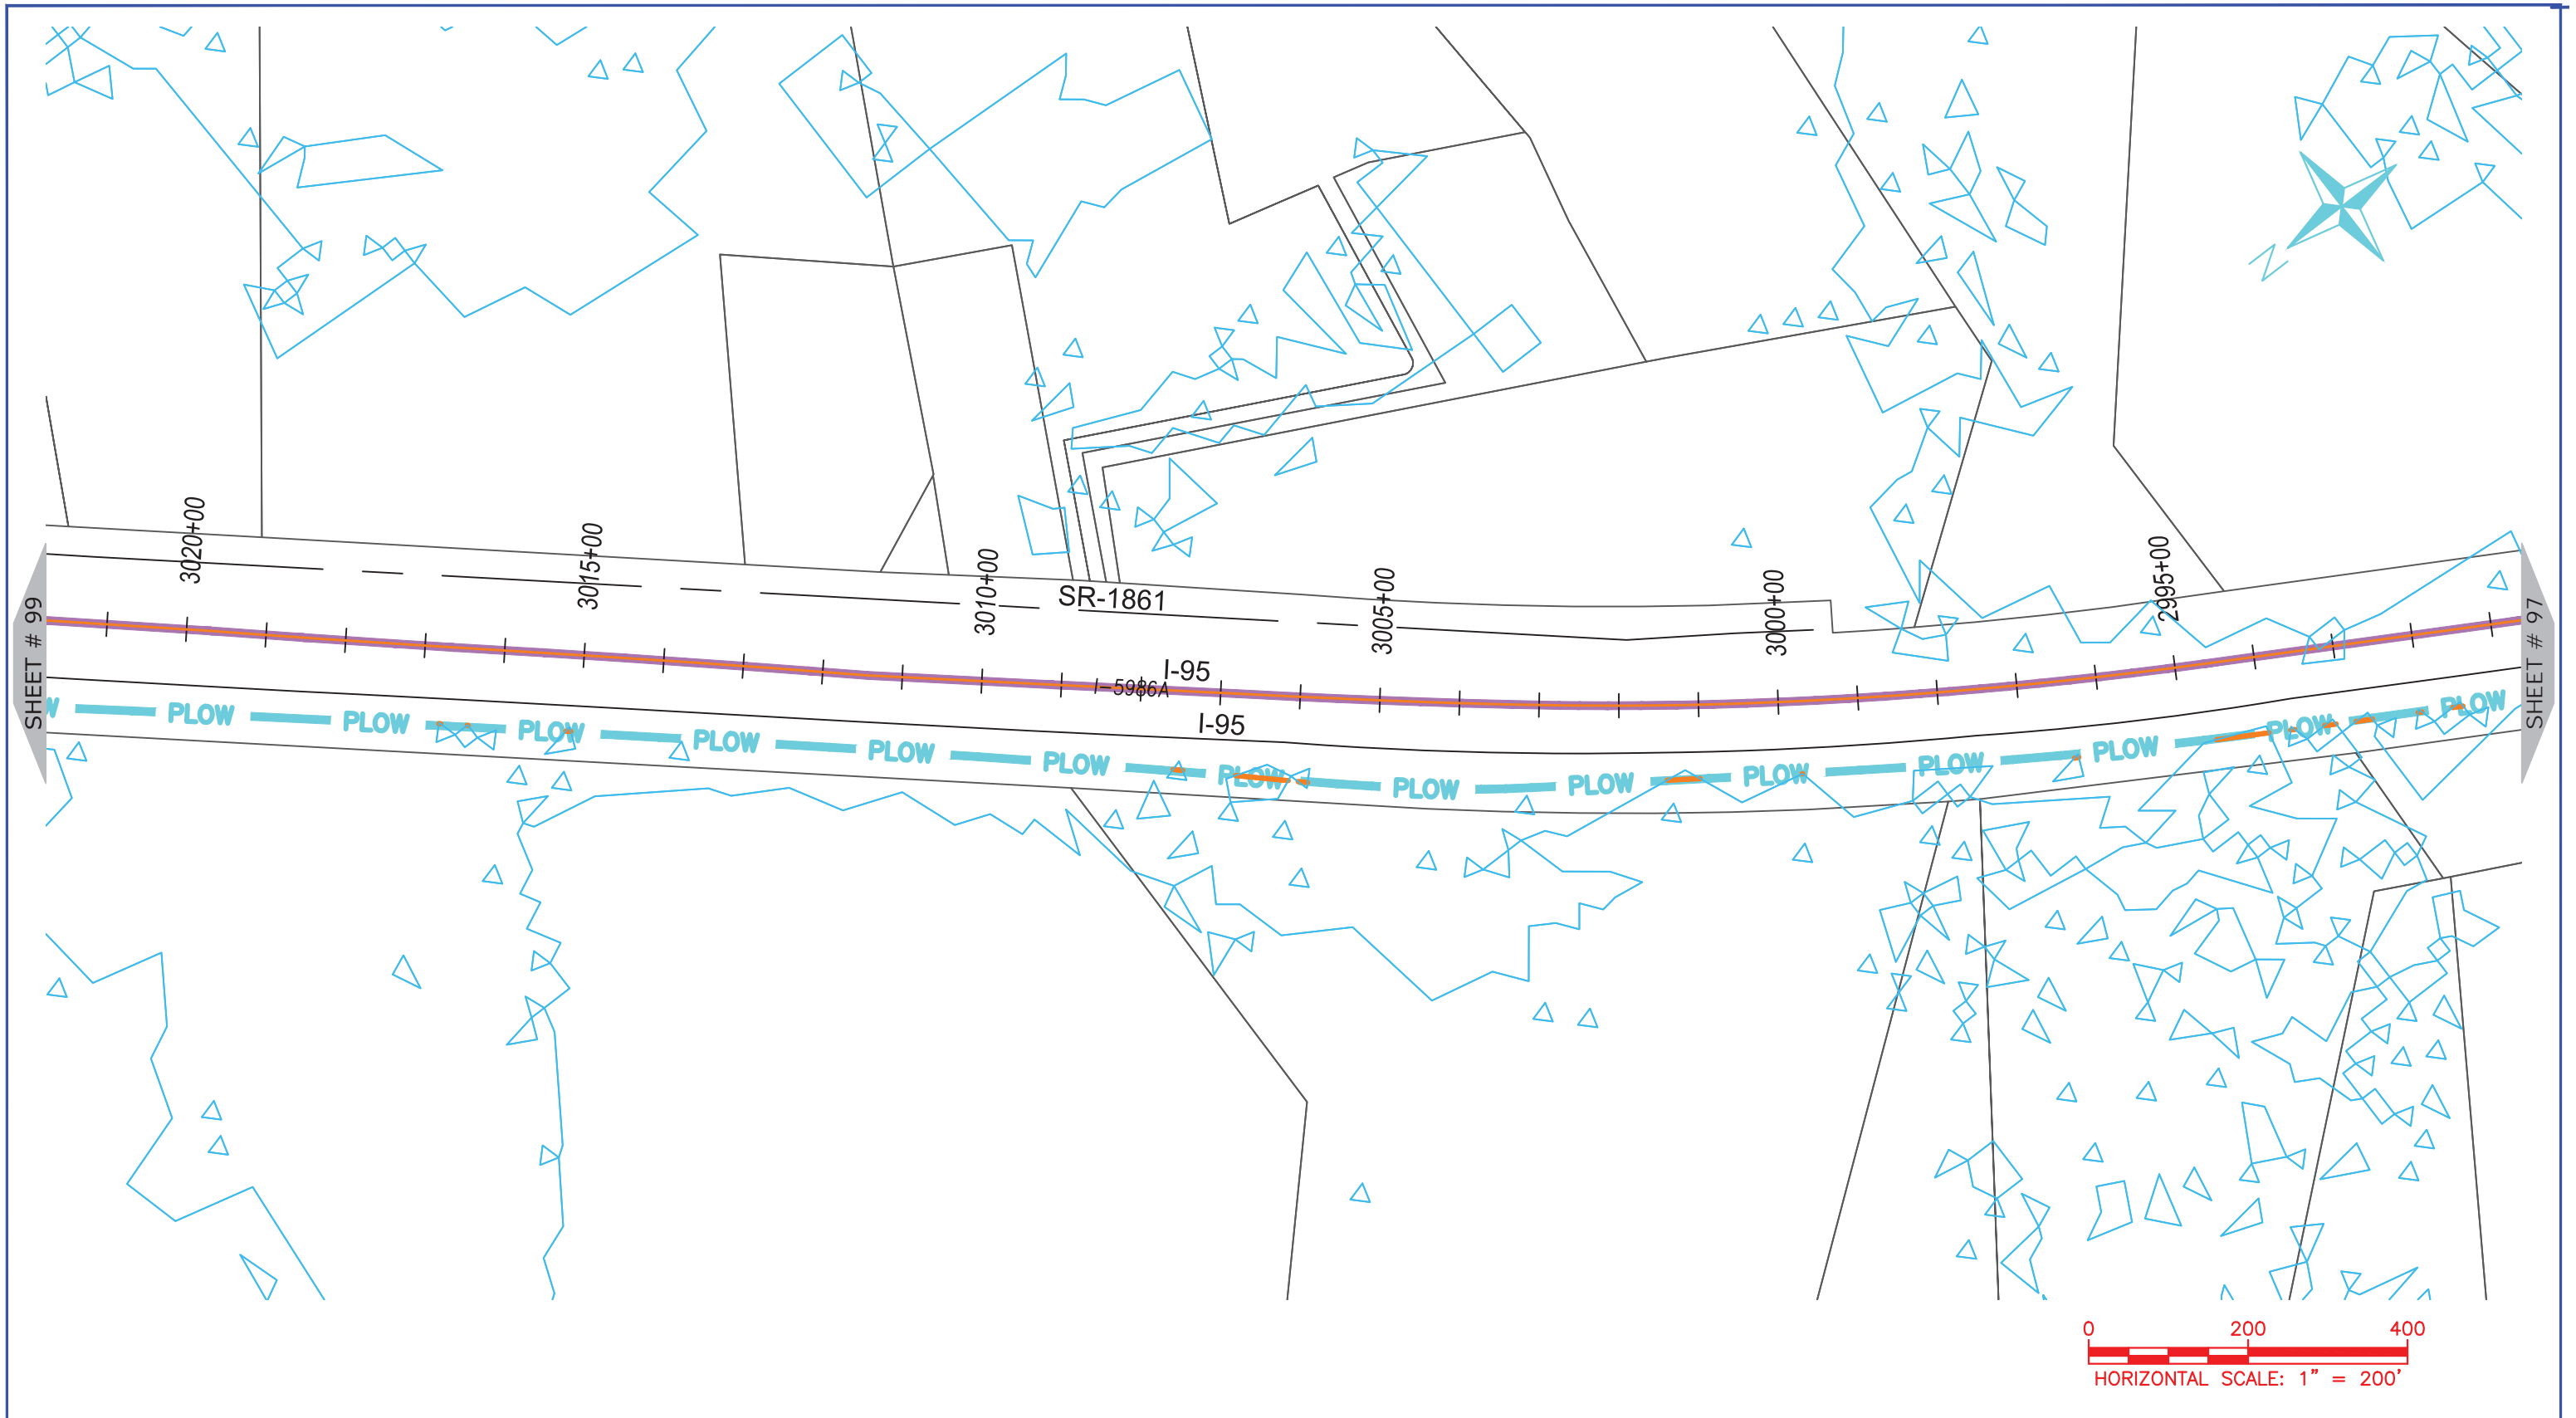 N
3020+00
3015+00
3010+00
SR-1861
3005+00
3000+00
2995+00
SHEET # 99
SHEET # 97
I-95
-5986A
I-95
W PLOW PLOW PLOW PLOW PLOW PLOW PLOW PLOW PLOW PLOW PLOW PLOW PLOW PLOW
0 200 400
HORIZONTAL SCALE: 1" = 200'